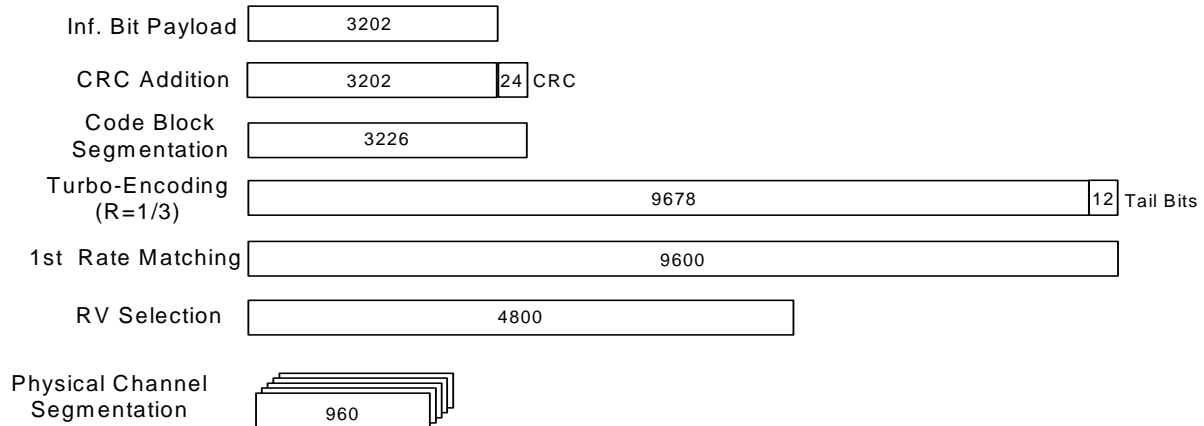 Inf. Bit Payload 3202
CRC Addition 3202 24 CRC
Code Block
Segmentation 3226
Turbo-Encoding
(R=1/3) 9678 12 Tail Bits
1st Rate Matching 9600
RV Selection 4800
Physical Channel
Segmentation 960